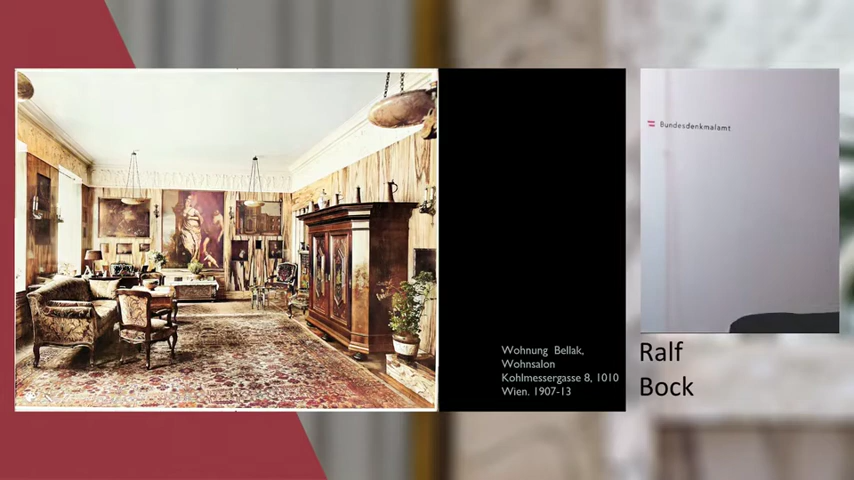 Bundesdenkmalamt
Wohnung Bellak,
Wohnsalon
Kohlmessergasse 8, 1010
Wien. 1907-13
Ralf
Bock